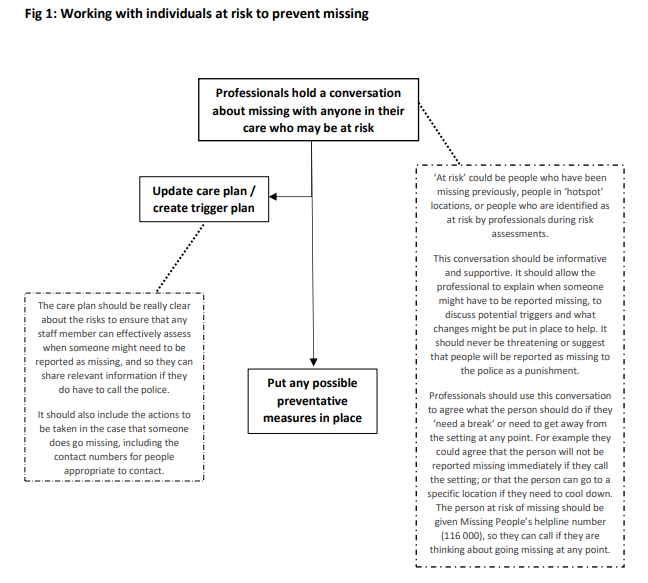 Fig 1: Working with individuals at risk to prevent missing
Professionals hold a conversation
about missing with anyone in their
care who may be at risk
Update care plan /
create trigger plan
'At risk' could be people who have been
missing previously, people in 'hotspot'
locations, or people who are identified as
at risk by professionals during risk
assessments.
This conversation should be informative
and supportive. It should allow the
professional to explain when someone
might have to be reported missing, to
discuss potential triggers and what
changes might be put in place to help. It
should never be threatening or suggest
that people will be reported as missing to
the police as a punishment.
Professionals should use this conversation
to agree what the person should do if they
'need a break' or need to get away from
the setting at any point. For example they
could agree that the person will not be
reported missing immediately if they call
the setting; or that the person can go to a
specific location if they need to cool down.
The person at risk of missing should be
given Missing People's helpline number
(116 000), so they can call if they are
thinking about going missing at any point.
The care plan should be really clear
about the risks to ensure that any
staff member can effectively assess
when someone might need to be
reported as missing, and so they can
share relevant information if they
do have to call the police.
It should also include the actions to
be taken in the case that someone
does go missing, including the
contact numbers for people
appropriate to contact.
Put any possible
preventative
measures in place